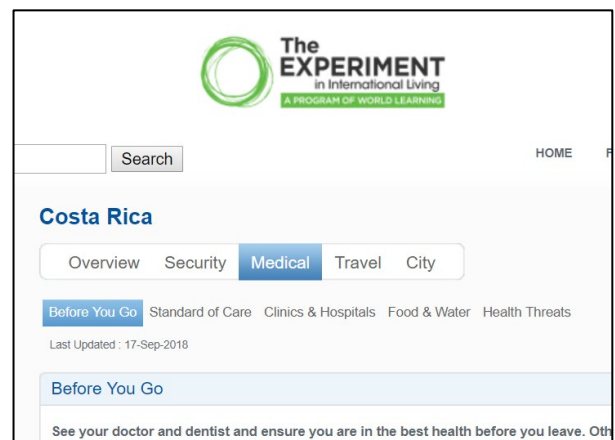 The
EXPERIMENT
in International Living
A PROGRAM OF WORLD LEARNING
Search
HOME
Costa Rica
Overview Security Medical Travel City
Before You Go Standard of Care Clinics & Hospitals Food & Water Health Threats
Last Updated : 17-Sep-2018
Before You Go
See your doctor and dentist and ensure you are in the best health before you leave.